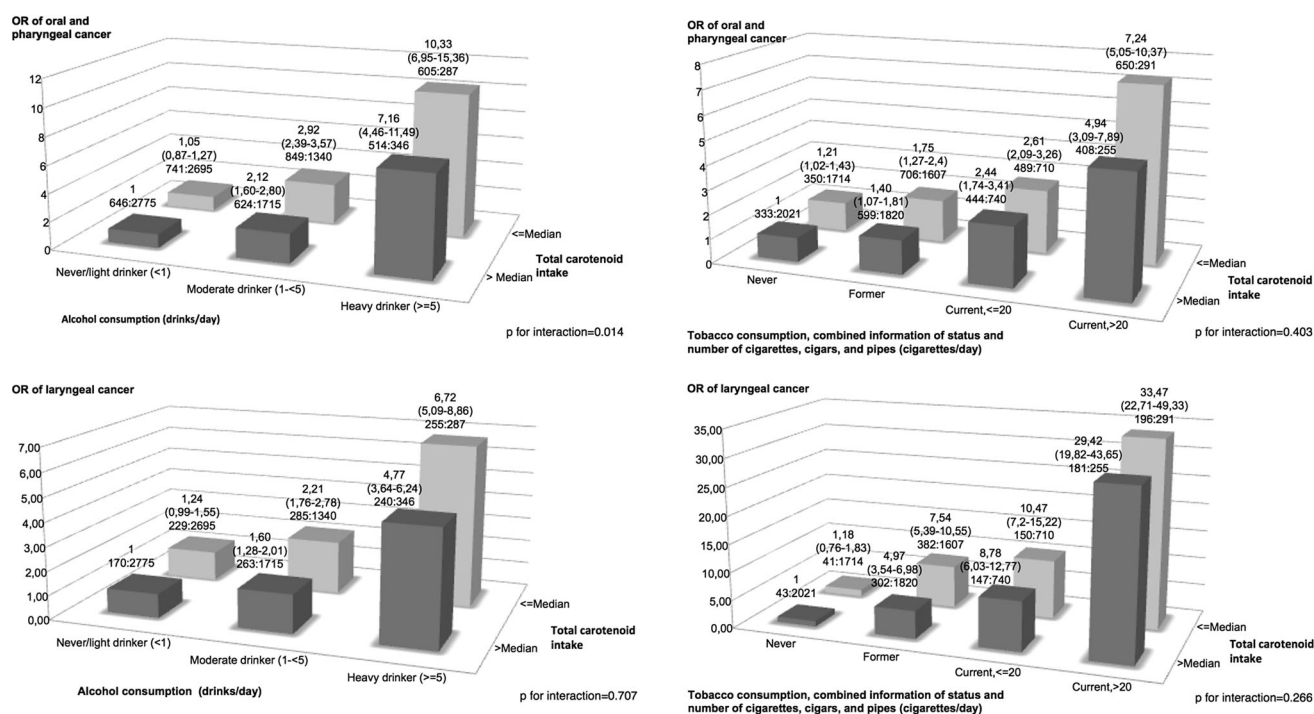 OR of oral and
pharyngeal cancer
12
10
8
6
4
2
0
1
646:2775
1,05
(0,87-1,27)
741:2695
2,12
(1,60-2,80)
624:1715
2,92
(2,39-3,57)
849:1340
7,16
(4,46-11,49)
514:346
10,33
(6,95-15,36)
605:287
Never/light drinker (<1)
Moderate drinker (1-<5)
Heavy drinker (>=5)
<=Median
> Median
Total carotenoid
intake
Alcohol consumption (drinks/day)
p for interaction=0.014
OR of oral and
pharyngeal cancer
8
7
6
5
4
3
2
1
0
1
333:2021
1,21
(1,02-1,43)
350:1714
1,40
(1,07-1,81)
599:1820
1,75
(1,27-2,4)
706:1607
2,44
(1,74-3,41)
444:740
2,61
(2,09-3,26)
489:710
4,94
(3,09-7,89)
408:255
7,24
(5,05-10,37)
650:291
Never
Former
Current,<=20
Current,>20
<=Median
>Median
Total carotenoid
intake
Tobacco consumption, combined information of status and
number of cigarettes, cigars, and pipes (cigarettes/day)
p for interaction=0.403
OR of laryngeal cancer
7,00
6,00
5,00
4,00
3,00
2,00
1,00
0,00
1
170:2775
1,24
(0,99-1,55)
229:2695
1,60
(1,28-2,01)
263:1715
2,21
(1,76-2,78)
285:1340
4,77
(3,64-6,24)
240:346
6,72
(5,09-8,86)
255:287
Never/light drinker (<1)
Moderate drinker (1-<5)
Heavy drinker (>=5)
<=Median
>Median
Total carotenoid
intake
Alcohol consumption (drinks/day)
p for interaction=0.707
OR of laryngeal cancer
35,00
30,00
25,00
20,00
15,00
10,00
5,00
0,00
1
43:2021
1,18
(0,76-1,83)
41:1714
4,97
(3,54-6,98)
302:1820
7,54
(5,39-10,55)
382:1607
8,78
(6,03-12,77)
147:740
10,47
(7,2-15,22)
150:710
29,42
(19,82-43,65)
181:255
33,47
(22,71-49,33)
196:291
Never
Former
Current,<=20
Current,>20
<=Median
>Median
Total carotenoid
intake
Tobacco consumption, combined information of status and
number of cigarettes, cigars, and pipes (cigarettes/day)
p for interaction=0.266